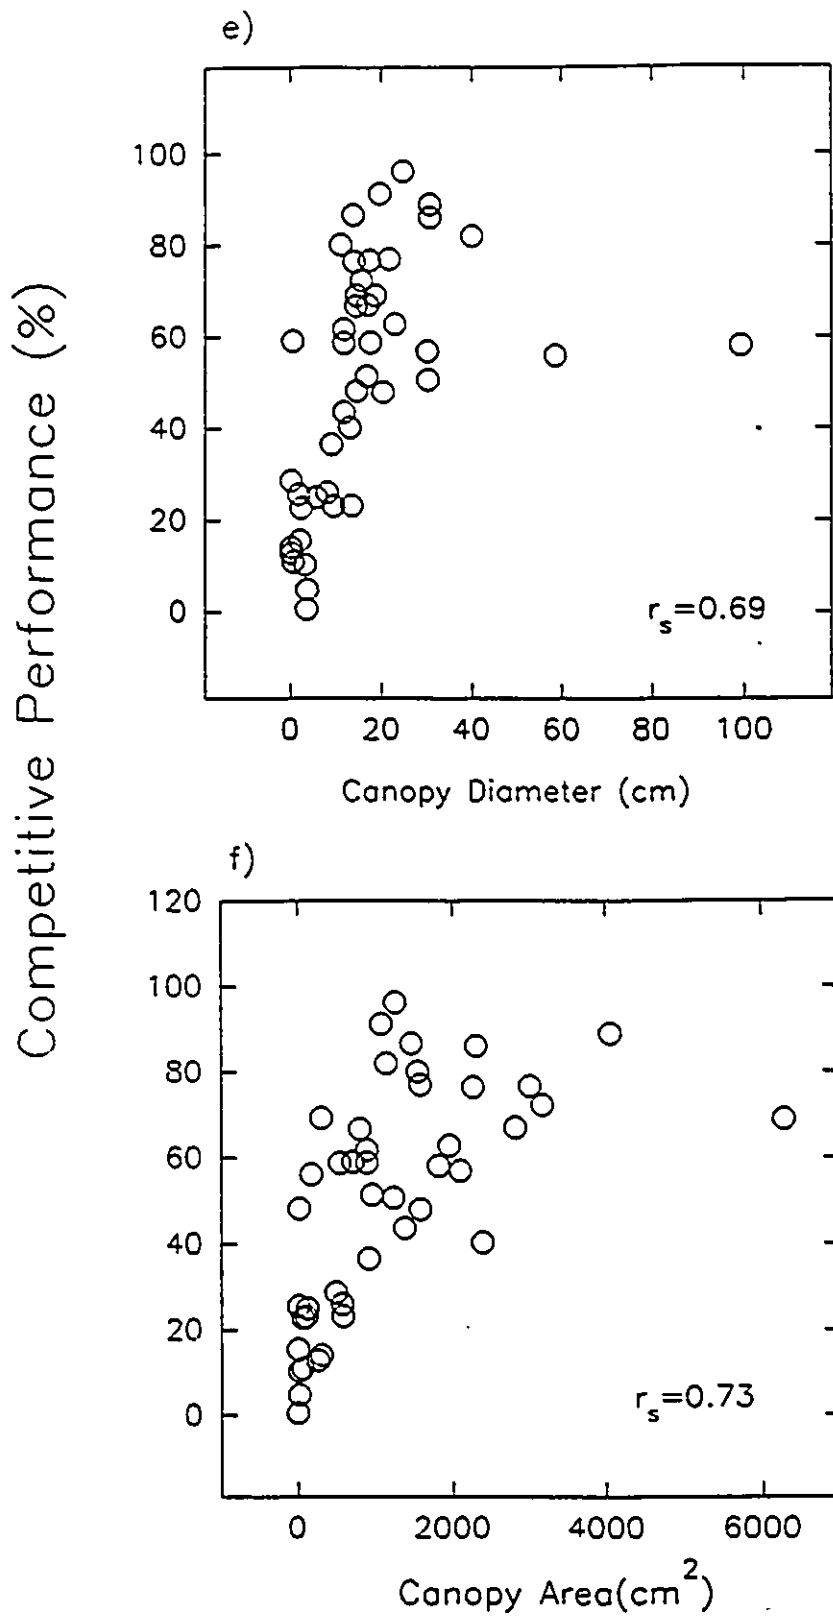 e)
100
80
60
40
20
0
r_s=0.69
0 20 40 60 80 100
Canopy Diameter (cm)
Competitive Performance (%)
f)
120
100
80
60
40
20
0
r_s=0.73
0 2000 4000 6000
Canopy Area(cm²)